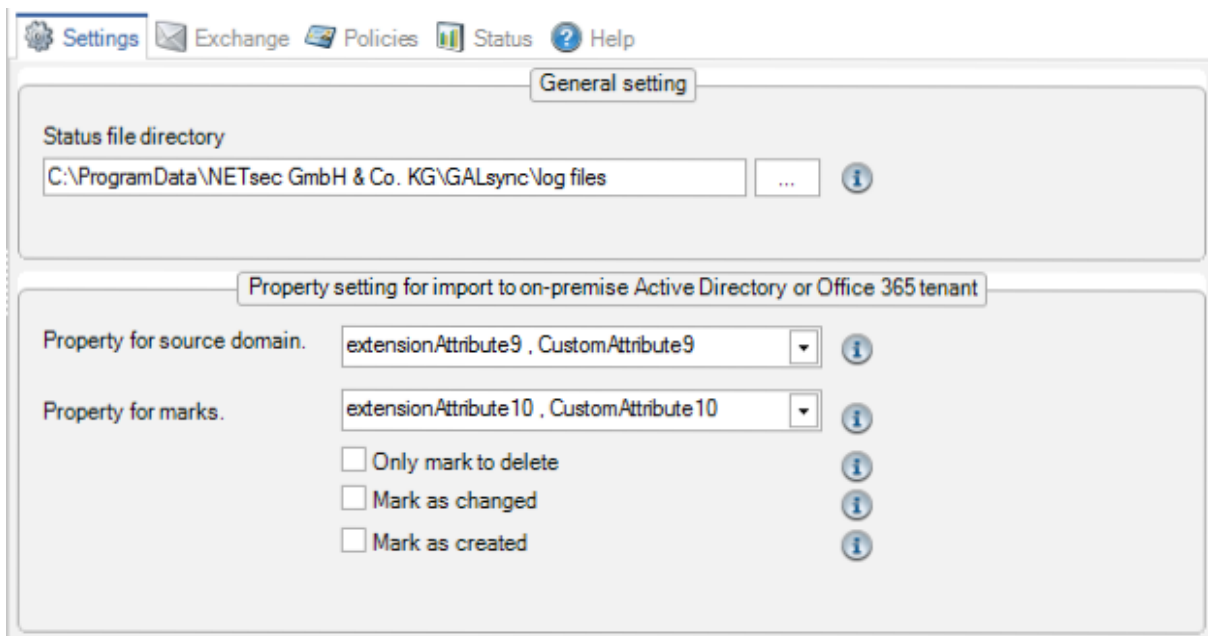 Settings Exchange Policies Status Help
General setting
Status file directory
C:\ProgramData\NETsec GmbH & Co. KG\GALsync\log files ...
Property setting for import to on-premise Active Directory or Office 365 tenant
Property for source domain. extensionAttribute9 , CustomAttribute9
Property for marks. extensionAttribute10 , CustomAttribute10
Only mark to delete
Mark as changed
Mark as created